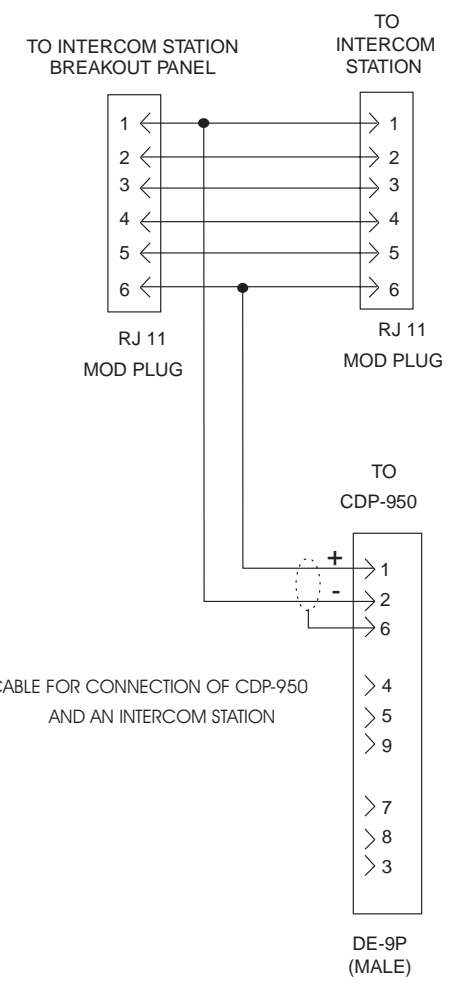 TO INTERCOM STATION
BREAKOUT PANEL
TO
INTERCOM
STATION
1
2
3
4
5
6
1
2
3
4
5
6
RJ 11
MOD PLUG
RJ 11
MOD PLUG
TO
CDP-950
+
-
1
2
6
4
5
9
7
8
3
CABLE FOR CONNECTION OF CDP-950
AND AN INTERCOM STATION
DE-9P
(MALE)